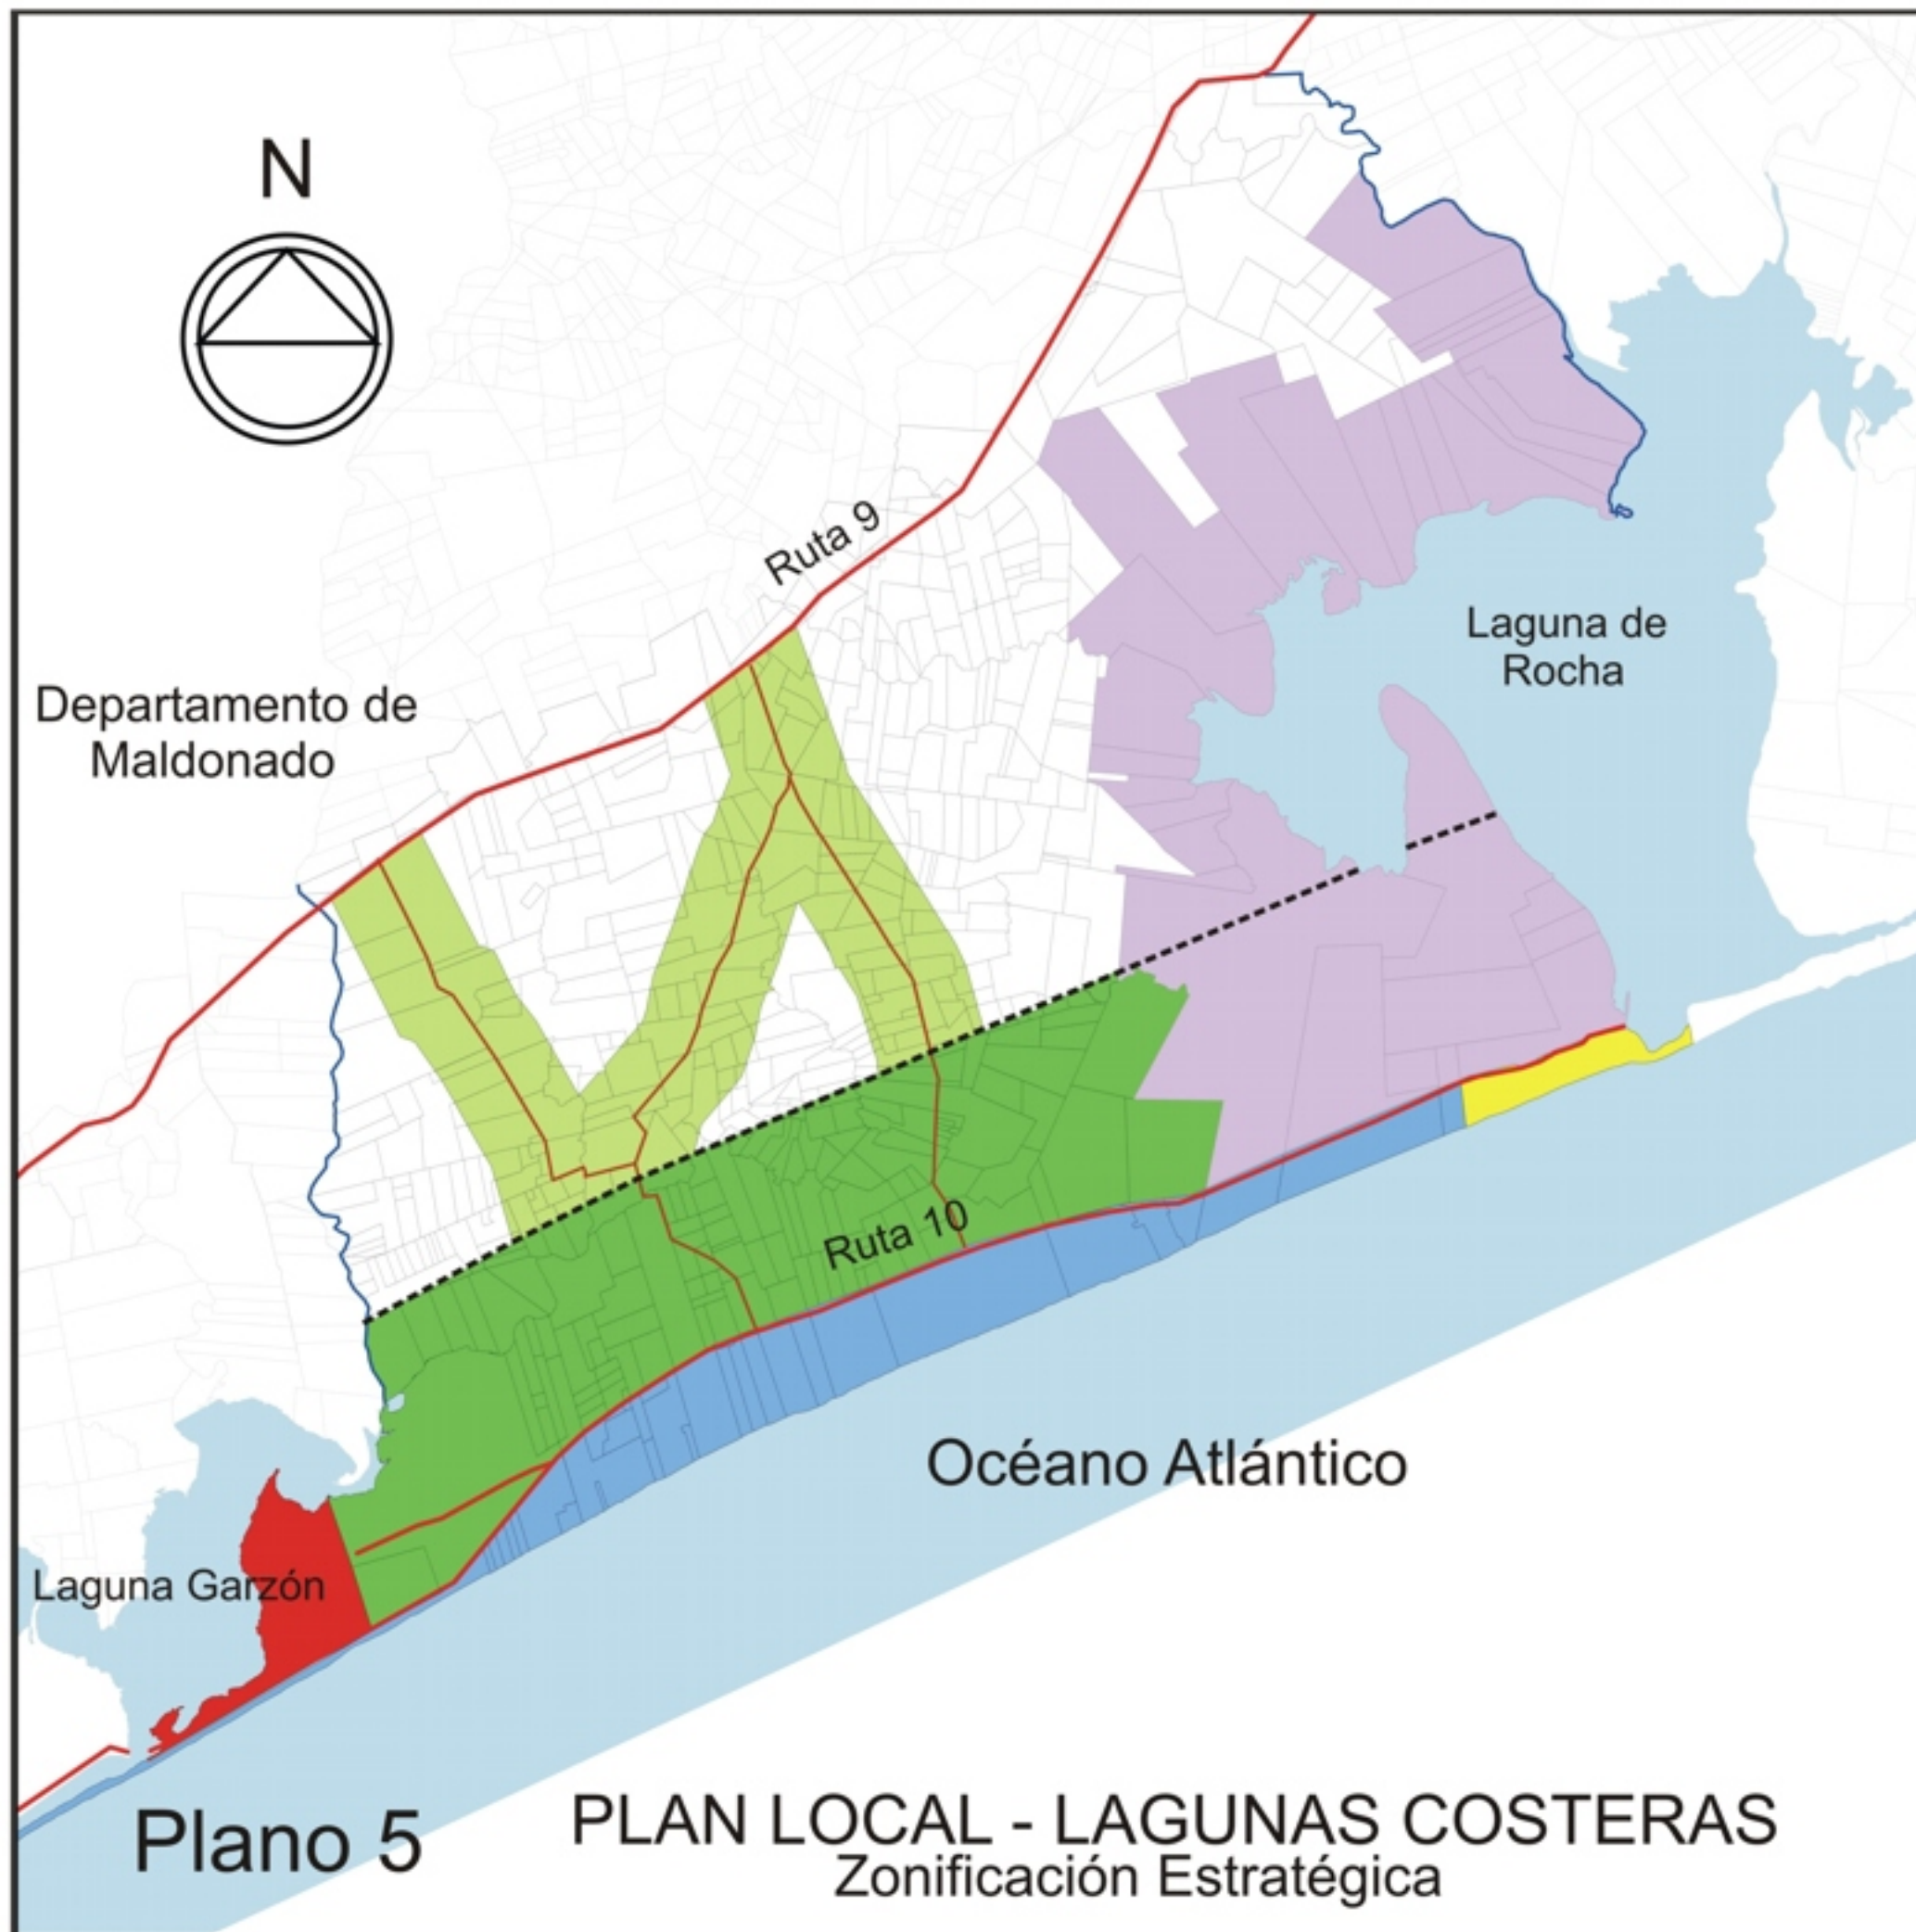 N
Ruta 9
Laguna de
Rocha
Departamento de
Maldonado
Ruta 10
Océano Atlántico
Laguna Garzón
Plano 5
PLAN LOCAL - LAGUNAS COSTERAS
Zonificación Estratégica